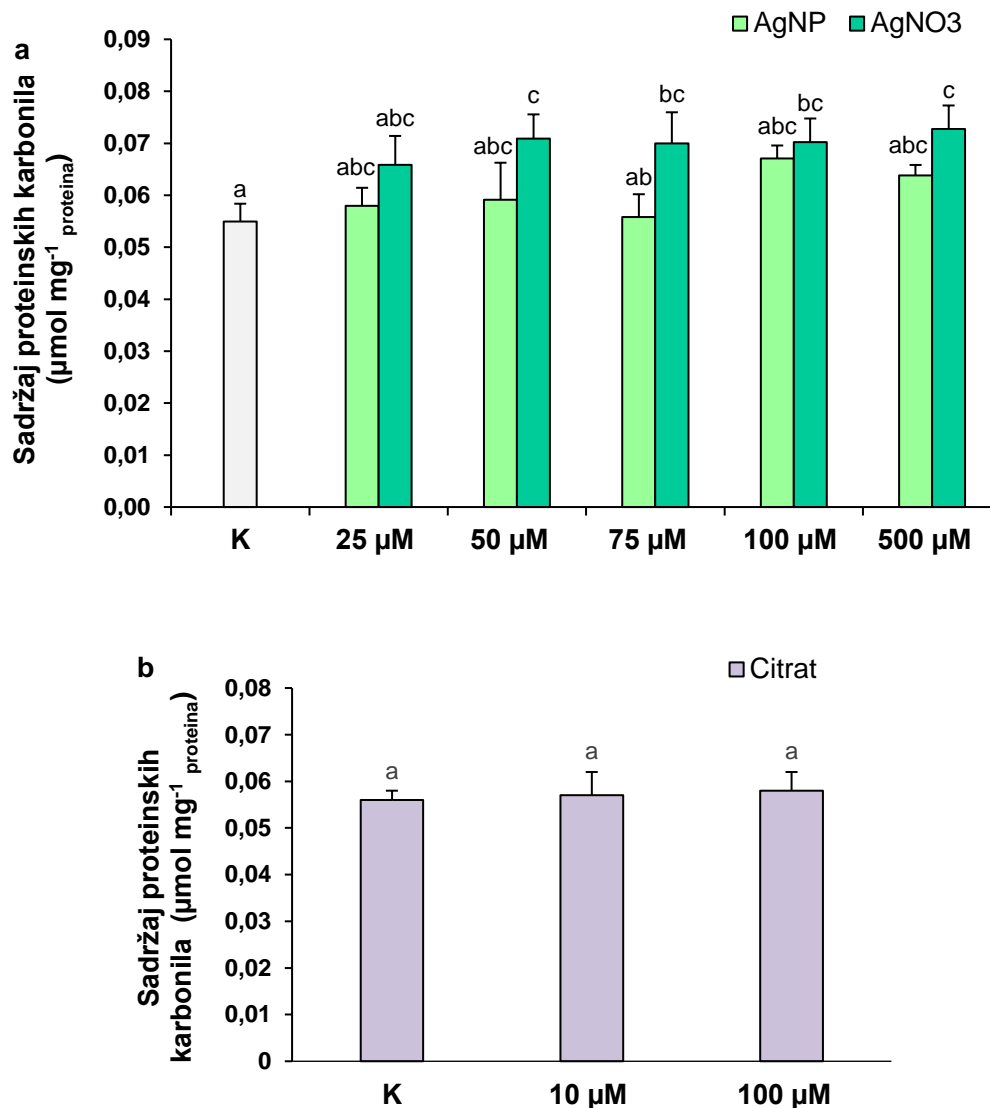 AgNP AgNO3
a
Sadržaj proteinskih karbonila
(µmol mg-1 proteina)
0,09
0,08
0,07
0,06
0,05
0,04
0,03
0,02
0,01
0,00
a
abc
abc
abc
c
ab
bc
abc
bc
abc
c
K 25 µM 50 µM 75 µM 100 µM 500 µM
b
Citrat
Sadržaj proteinskih
karbonila (µmol mg-1 proteina)
0,08
0,07
0,06
0,05
0,04
0,03
0,02
0,01
0
a a a
K 10 µM 100 µM